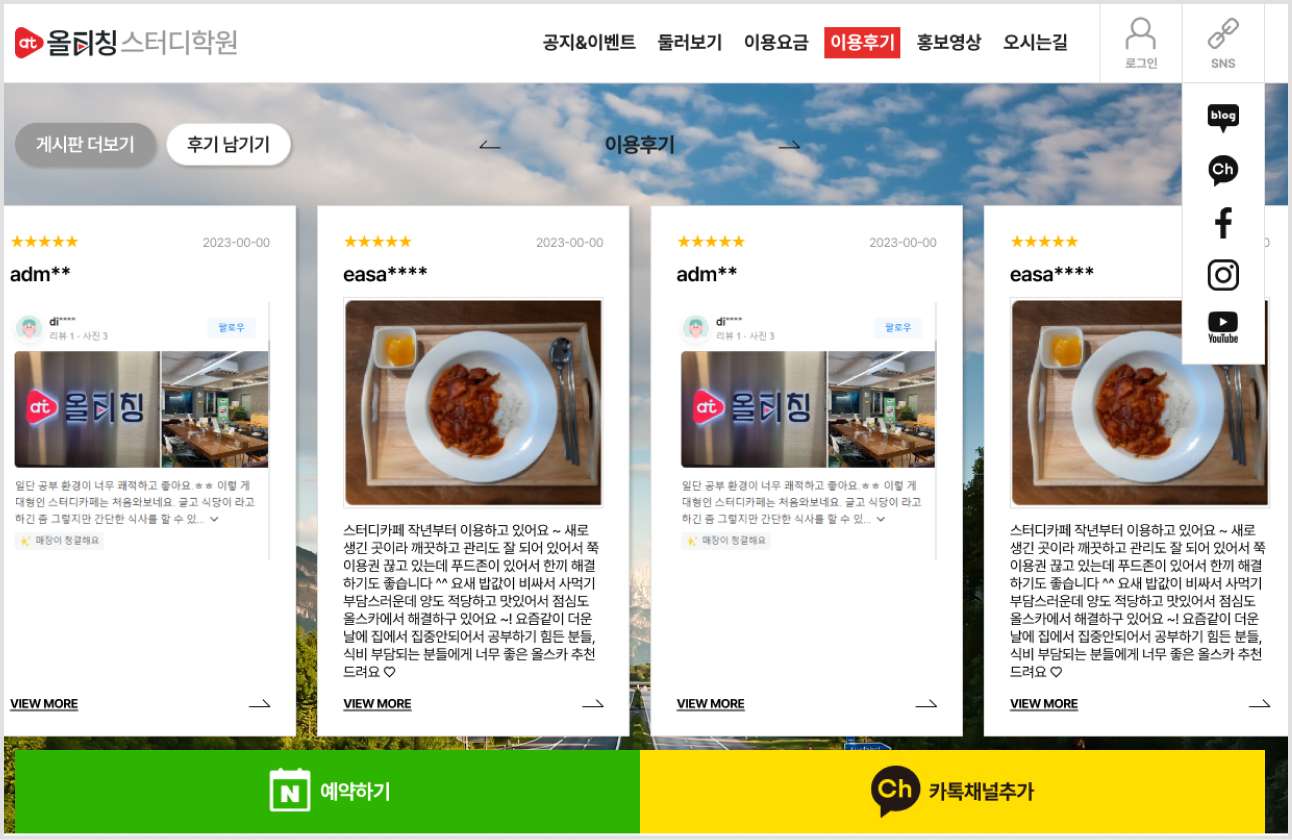 at 올티칭 스터디학원
공지&이벤트 둘러보기 이용요금 이용후기 홍보영상 오시는길
로그인
SNS
blog
Ch
YouTube
게시판 더보기 후기 남기기
← 이용후기 →
★★★★★ 2023-00-00
adm**
di****
리뷰 1 · 사진 3
팔로우
at 올티칭
일단 공부 환경이 너무 쾌적하고 좋아요.ㅎㅎ 이렇 게
대형인 스터디카페는 처음와보네요. 글고 식당이 라고
하긴 좀 그렇지만 간단한 식사를 할 수 있...
매장이 청결해요
VIEW MORE
★★★★★ 2023-00-00
easa****
스터디카페 작년부터 이용하고 있어요 ~ 새로
생긴 곳이라 깨끗하고 관리도 잘 되어 있어서 쭉
이용권 끊고 있는데 푸드존이 있어서 한끼 해결
하기도 좋습니다 ^^ 요새 밥값이 비싸서 사먹기
부담스러운데 양도 적당하고 맛있어서 점심도
올스카에서 해결하구 있어요 ~! 요즘같이 더운
날에 집에서 집중안되어서 공부하기 힘든 분들,
식비 부담되는 분들에게 너무 좋은 올스카 추천
드려요 ♡
VIEW MORE
★★★★★ 2023-00-00
adm**
di****
리뷰 1 · 사진 3
팔로우
at 올티칭
일단 공부 환경이 너무 쾌적하고 좋아요.ㅎㅎ 이렇 게
대형인 스터디카페는 처음와보네요. 글고 식당이 라고
하긴 좀 그렇지만 간단한 식사를 할 수 있...
매장이 청결해요
VIEW MORE
★★★★★
easa****
스터디카페 작년부터 이용하고 있어요 ~ 새로
생긴 곳이라 깨끗하고 관리도 잘 되어 있어서 쭉
이용권 끊고 있는데 푸드존이 있어서 한끼 해결
하기도 좋습니다 ^^ 요새 밥값이 비싸서 사먹기
부담스러운데 양도 적당하고 맛있어서 점심도
올스카에서 해결하구 있어요 ~! 요즘같이 더운
날에 집에서 집중안되어서 공부하기 힘든 분들,
식비 부담되는 분들에게 너무 좋은 올스카 추천
드려요 ♡
VIEW MORE
N 예약하기
Ch 카톡채널추가